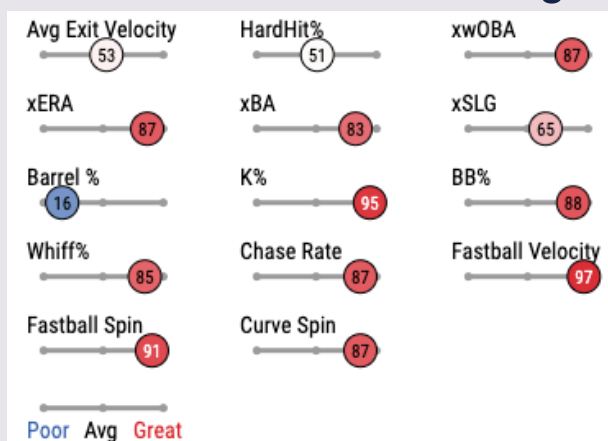 Avg Exit Velocity HardHit% xwOBA
53 51 87
xERA xBA xSLG
87 83 65
Barrel % K% BB%
16 95 88
Whiff% Chase Rate Fastball Velocity
85 87 97
Fastball Spin Curve Spin
91 87
Poor Avg Great